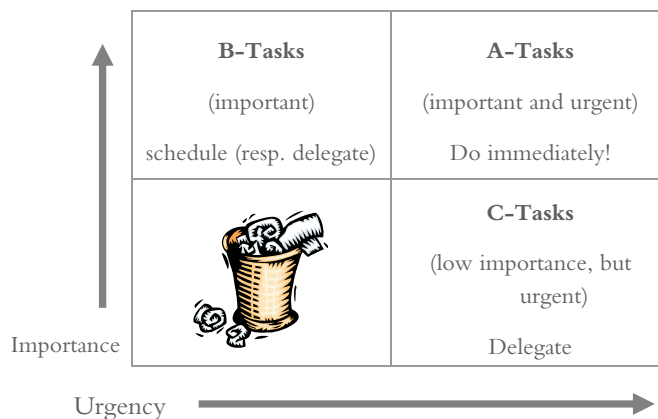 B-Tasks
(important)
schedule (resp. delegate)
A-Tasks
(important and urgent)
Do immediately!
C-Tasks
(low importance, but
urgent)
Delegate
Importance
Urgency